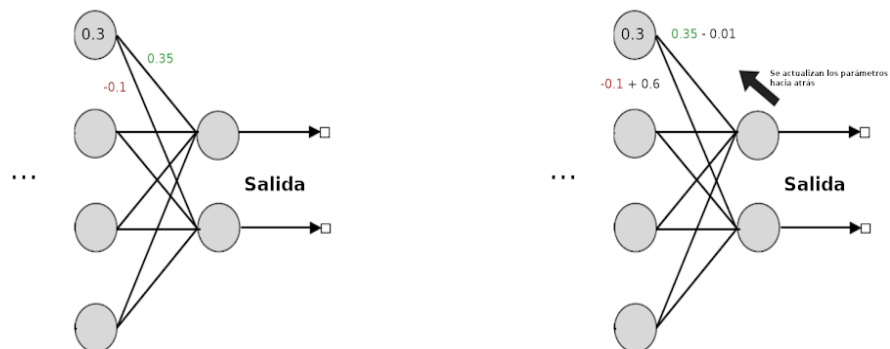 0.3
0.35
-0.1
...
Salida
0.3
0.35 - 0.01
-0.1 + 0.6
Se actualizan los parámetros
hacia atrás
...
Salida